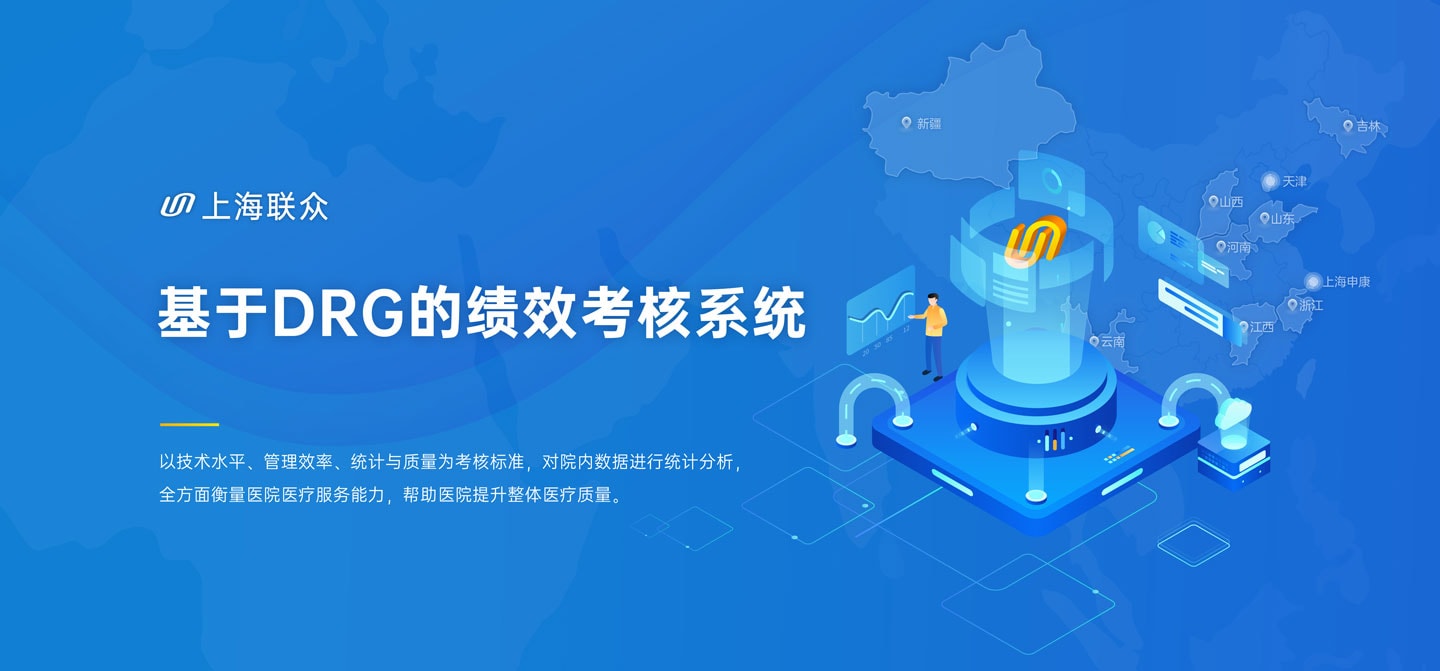 上海联众
基于DRG的绩效考核系统
以技术水平、管理效率、统计与质量为考核标准，对院内数据进行统计分析，
全方面衡量医院医疗服务能力，帮助医院提升整体医疗质量。
新疆
吉林
天津
山西
山东
河南
上海申康
浙江
江西
云南